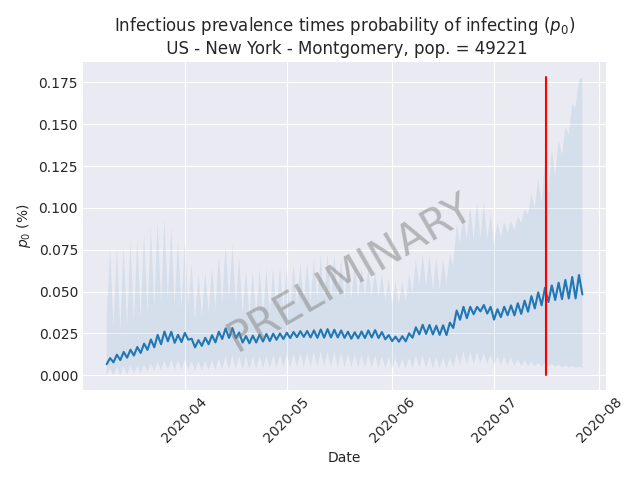 Infectious prevalence times probability of infecting (p₀)
US - New York - Montgomery, pop. = 49221
0.175
0.150
0.125
0.100
0.075
0.050
0.025
0.000
p₀ (%)
PRELIMINARY
2020-04
2020-05
2020-06
2020-07
2020-08
Date